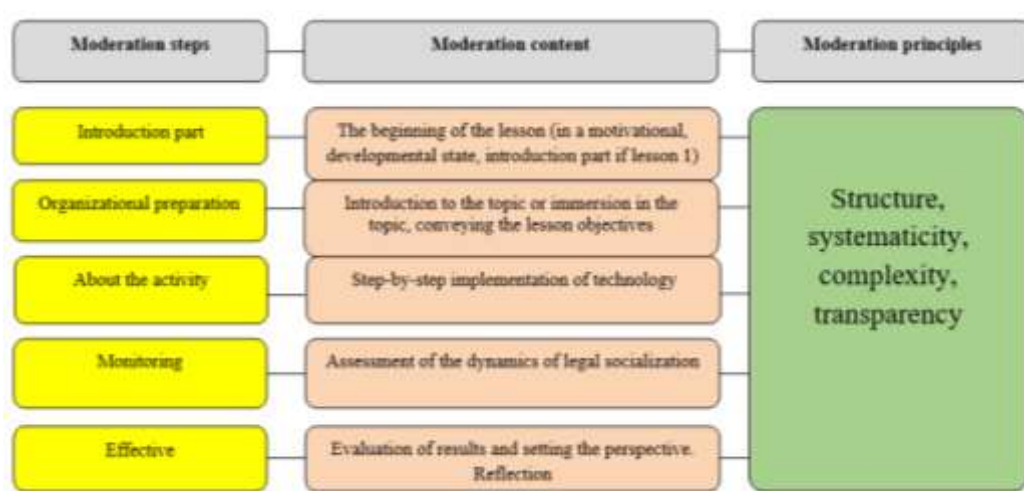 Moderation steps
Moderation content
Moderation principles
Introduction part
The beginning of the lesson (in a motivational,
developmental state, introduction part if lesson 1)
Organizational preparation
Introduction to the topic or immersion in the
topic, conveying the lesson objectives
About the activity
Step-by-step implementation of technology
Monitoring
Assessment of the dynamics of legal socialization
Effective
Evaluation of results and setting the perspective.
Reflection
Structure,
systematicity,
complexity,
transparency